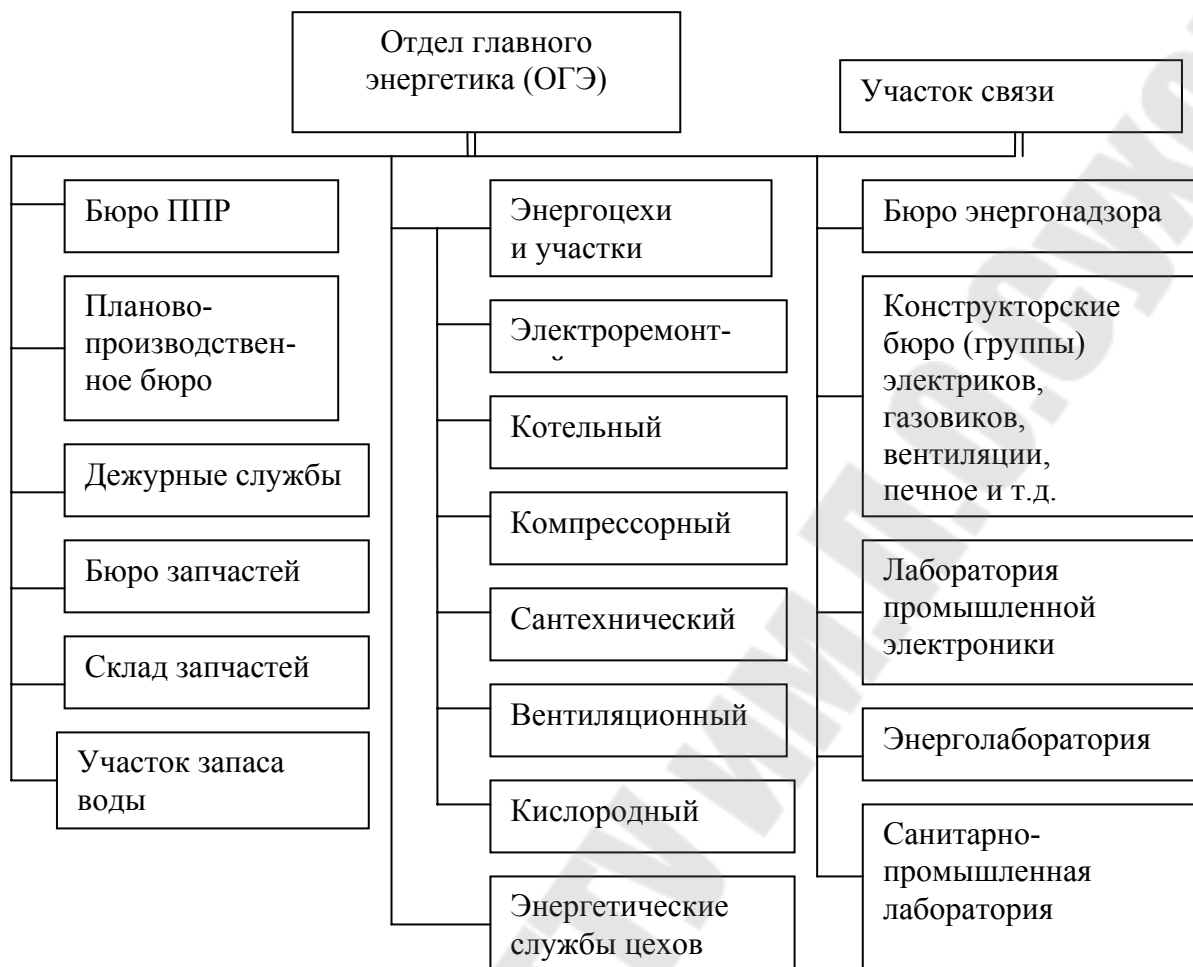 Отдел главного
энергетика (ОГЭ)
Участок связи
Бюро ППР
Планово-
производствен-
ное бюро
Дежурные службы
Бюро запчастей
Склад запчастей
Участок запаса
воды
Энергоцехи
и участки
Электроремонт-
Котельный
Компрессорный
Сантехнический
Вентиляционный
Кислородный
Энергетические
службы цехов
Бюро энергонадзора
Конструкторские
бюро (группы)
электриков,
газовиков,
вентиляции,
печное и т.д.
Лаборатория
промышленной
электроники
Энерголаборатория
Санитарно-
промышленная
лаборатория